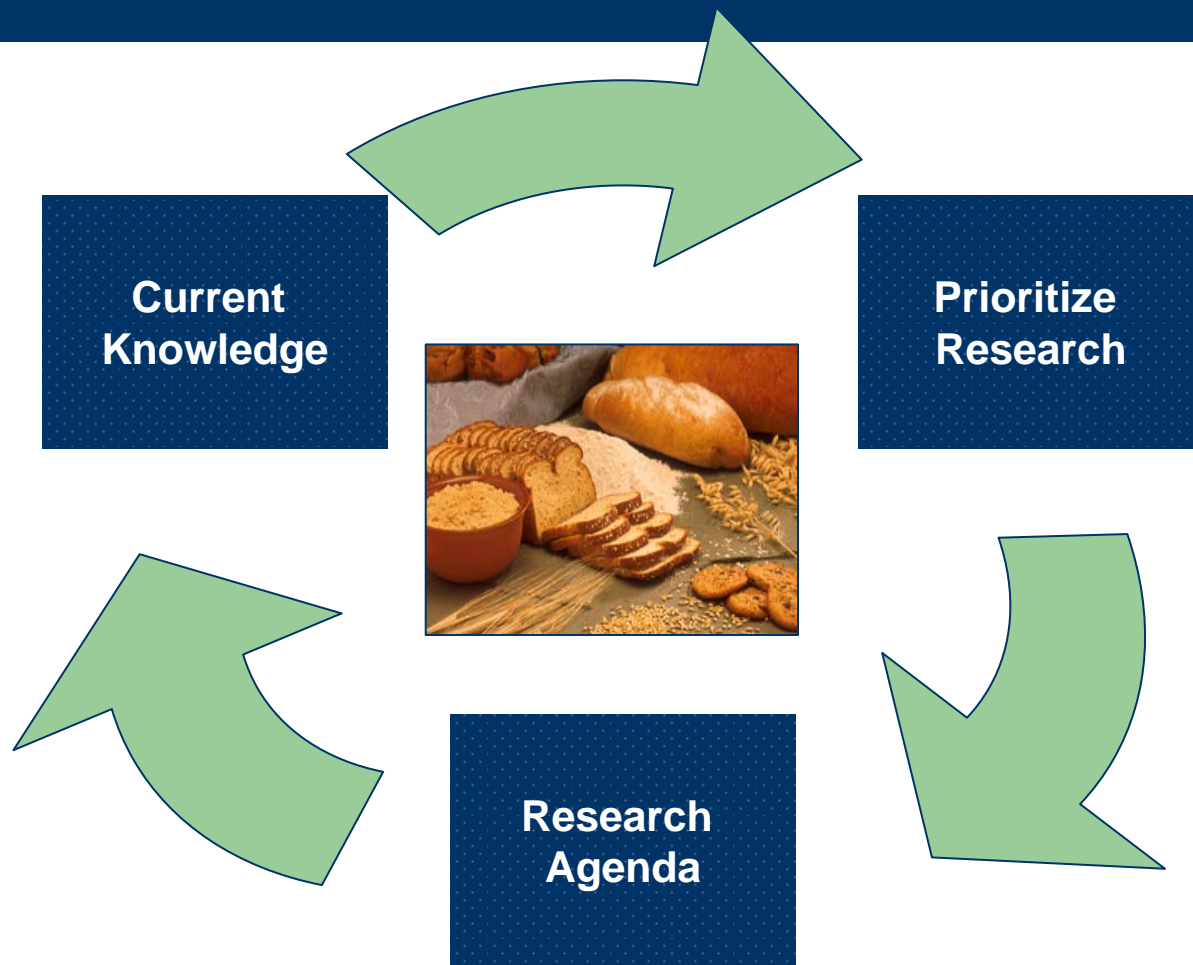 Current
Knowledge
Prioritize
Research
Research
Agenda